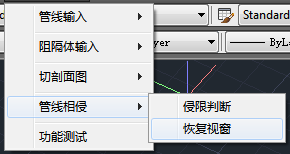 管线输入
Standard
阻隔体输入
yer
ByL
切剖面图
管线相侵
侵限判断
恢复视窗
功能测试